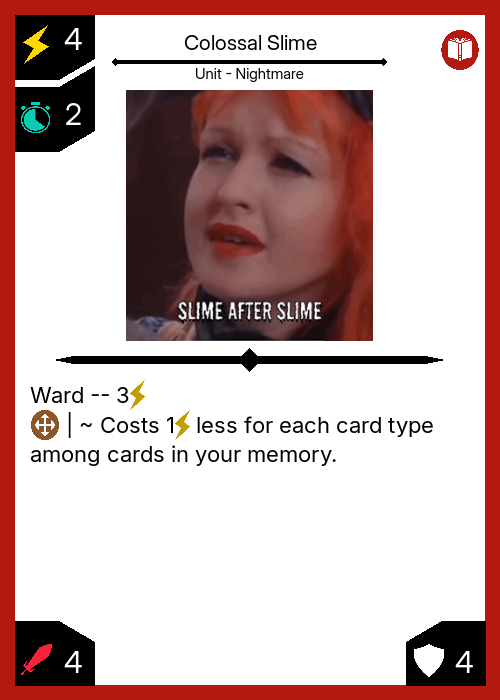 4
Colossal Slime
Unit - Nightmare
2
SLIME AFTER SLIME
Ward -- 3
| ~ Costs 1 less for each card type
among cards in your memory.
4
4